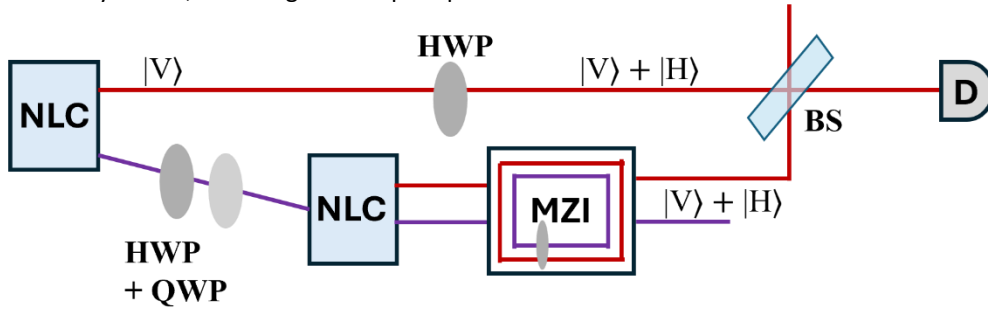 HWP
|V⟩
|V⟩ + |H⟩
NLC
D
BS
NLC
MZI
|V⟩ + |H⟩
HWP
+ QWP